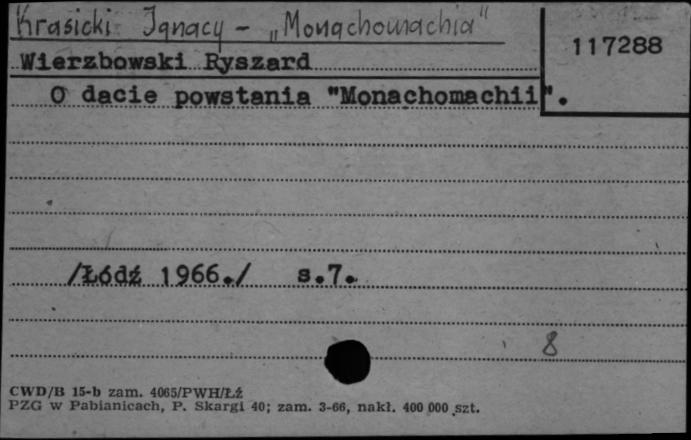 Krasicki Ignacy - „Monachomachia"
117288
Wierzbowski Ryszard
O dacie powstania "Monachomachii".
/Łódź 1966./ s.7.
8
CWD/B 15-b zam. 4065/PWH/Łź
PZG w Pabianicach, P. Skargi 40; zam. 3-66, nakł. 400 000 szt.